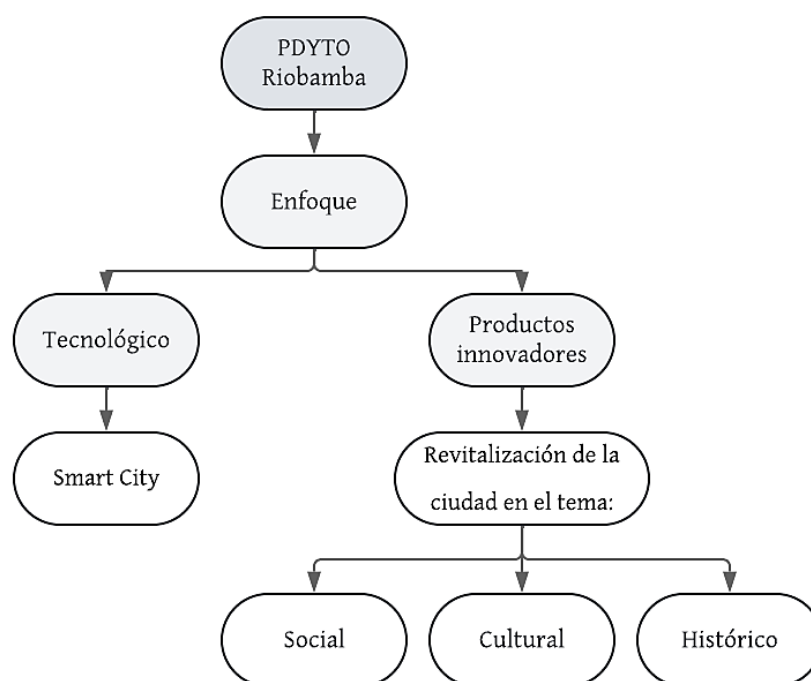 PDYTO
Riobamba
Enfoque
Tecnológico
Productos
innovadores
Smart City
Revitalización de la
ciudad en el tema:
Social
Cultural
Histórico